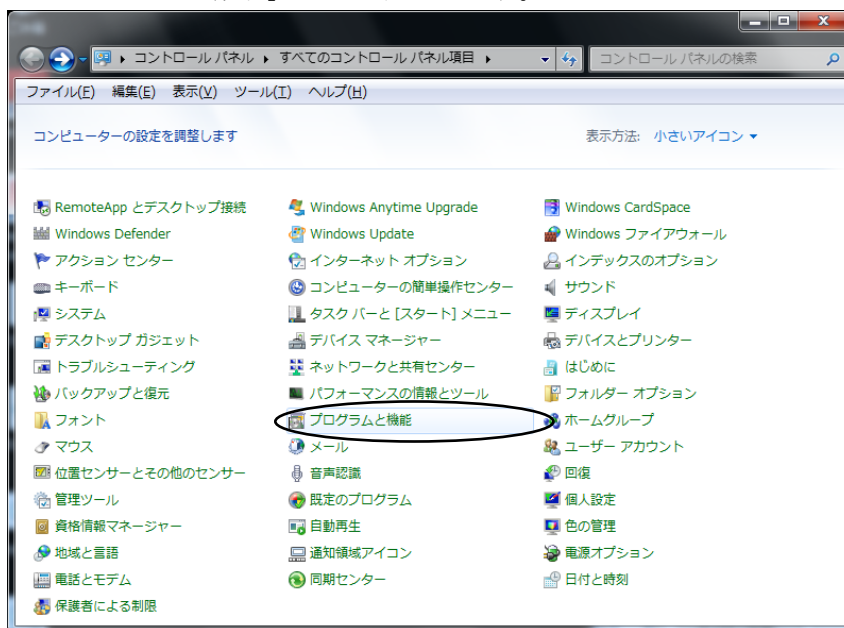 コントロール パネル ▸ すべてのコントロール パネル項目 ▸ コントロール パネルの検索
ファイル(F) 編集(E) 表示(V) ツール(T) ヘルプ(H)
コンピューターの設定を調整します 表示方法: 小さいアイコン
RemoteApp とデスクトップ接続 Windows Anytime Upgrade Windows CardSpace
Windows Defender Windows Update Windows ファイアウォール
アクション センター インターネット オプション インデックスのオプション
キーボード コンピューターの簡単操作センター サウンド
システム タスク バーと [スタート] メニュー ディスプレイ
デスクトップ ガジェット デバイス マネージャー デバイスとプリンター
トラブルシューティング ネットワークと共有センター はじめに
バックアップと復元 パフォーマンスの情報とツール フォルダー オプション
フォント プログラムと機能 ホームグループ
マウス メール ユーザー アカウント
位置センサーとその他のセンサー 音声認識 回復
管理ツール 既定のプログラム 個人設定
資格情報マネージャー 自動再生 色の管理
地域と言語 通知領域アイコン 電源オプション
電話とモデム 同期センター 日付と時刻
保護者による制限